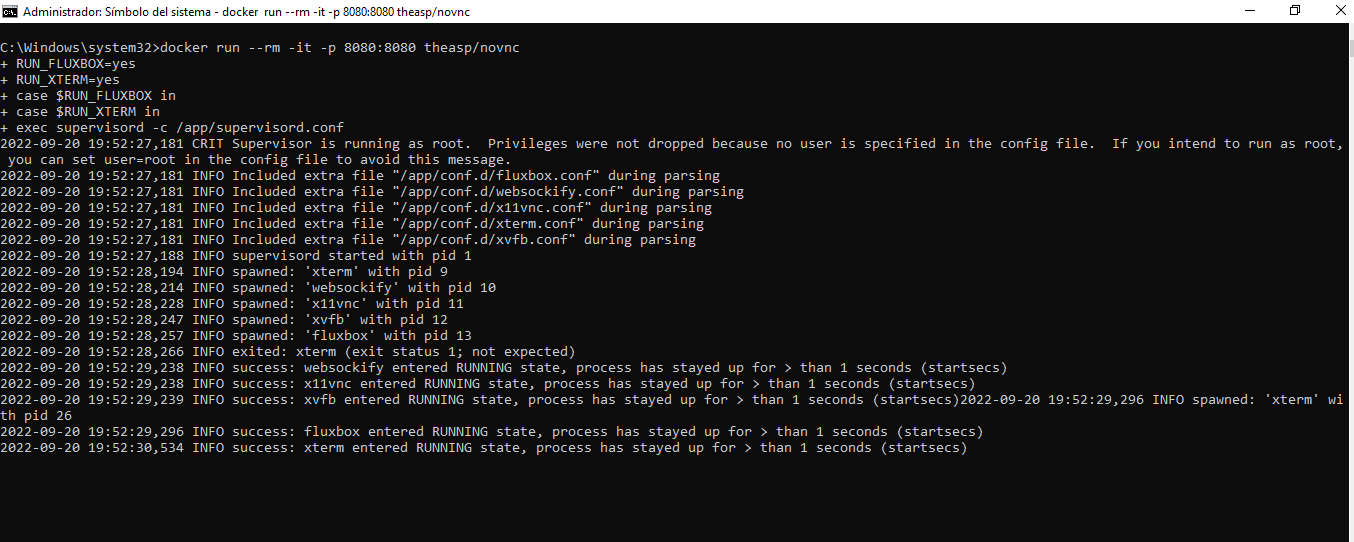 Administrador: Símbolo del sistema - docker  run --rm -it -p 8080:8080 theasp/novnc
C:\Windows\system32>docker run --rm -it -p 8080:8080 theasp/novnc
+ RUN_FLUXBOX=yes
+ RUN_XTERM=yes
+ case $RUN_FLUXBOX in
+ case $RUN_XTERM in
+ exec supervisord -c /app/supervisord.conf
2022-09-20 19:52:27,181 CRIT Supervisor is running as root.  Privileges were not dropped because no user is specified in the config file.  If you intend to run as root,
 you can set user=root in the config file to avoid this message.
2022-09-20 19:52:27,181 INFO Included extra file "/app/conf.d/fluxbox.conf" during parsing
2022-09-20 19:52:27,181 INFO Included extra file "/app/conf.d/websockify.conf" during parsing
2022-09-20 19:52:27,181 INFO Included extra file "/app/conf.d/x11vnc.conf" during parsing
2022-09-20 19:52:27,181 INFO Included extra file "/app/conf.d/xterm.conf" during parsing
2022-09-20 19:52:27,181 INFO Included extra file "/app/conf.d/xvfb.conf" during parsing
2022-09-20 19:52:27,188 INFO supervisord started with pid 1
2022-09-20 19:52:28,194 INFO spawned: 'xterm' with pid 9
2022-09-20 19:52:28,214 INFO spawned: 'websockify' with pid 10
2022-09-20 19:52:28,228 INFO spawned: 'x11vnc' with pid 11
2022-09-20 19:52:28,247 INFO spawned: 'xvfb' with pid 12
2022-09-20 19:52:28,257 INFO spawned: 'fluxbox' with pid 13
2022-09-20 19:52:28,266 INFO exited: xterm (exit status 1; not expected)
2022-09-20 19:52:29,238 INFO success: websockify entered RUNNING state, process has stayed up for > than 1 seconds (startsecs)
2022-09-20 19:52:29,238 INFO success: x11vnc entered RUNNING state, process has stayed up for > than 1 seconds (startsecs)
2022-09-20 19:52:29,239 INFO success: xvfb entered RUNNING state, process has stayed up for > than 1 seconds (startsecs)2022-09-20 19:52:29,296 INFO spawned: 'xterm' wi
th pid 26
2022-09-20 19:52:29,296 INFO success: fluxbox entered RUNNING state, process has stayed up for > than 1 seconds (startsecs)
2022-09-20 19:52:30,534 INFO success: xterm entered RUNNING state, process has stayed up for > than 1 seconds (startsecs)